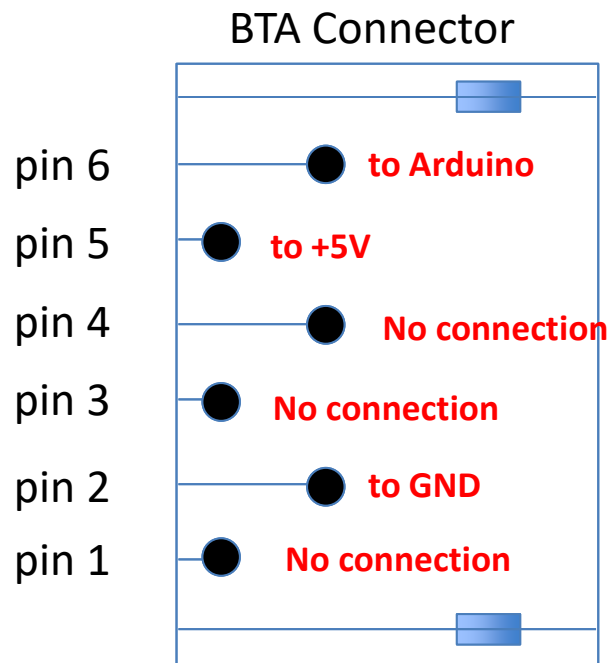 BTA Connector
pin 6 to Arduino
pin 5 to +5V
pin 4 No connection
pin 3 No connection
pin 2 to GND
pin 1 No connection